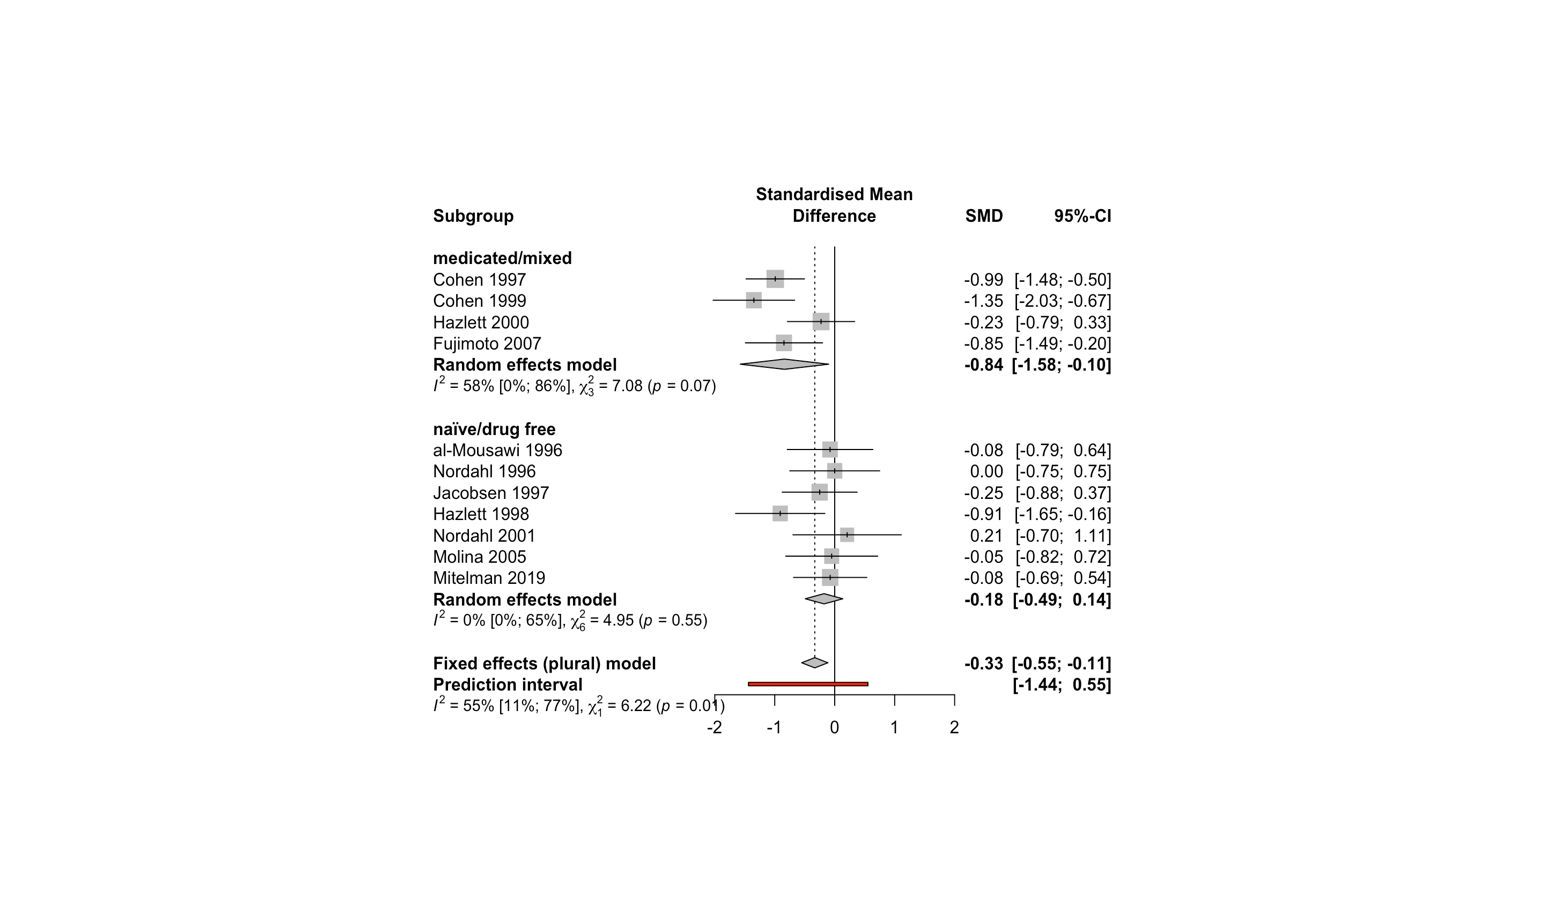 Standardised Mean
Subgroup Difference SMD 95%-CI
medicated/mixed
Cohen 1997 -0.99 [-1.48; -0.50]
Cohen 1999 -1.35 [-2.03; -0.67]
Hazlett 2000 -0.23 [-0.79; 0.33]
Fujimoto 2007 -0.85 [-1.49; -0.20]
Random effects model -0.84 [-1.58; -0.10]
I² = 58% [0%; 86%], χ²₃ = 7.08 (p = 0.07)
naïve/drug free
al-Mousawi 1996 -0.08 [-0.79; 0.64]
Nordahl 1996 0.00 [-0.75; 0.75]
Jacobsen 1997 -0.25 [-0.88; 0.37]
Hazlett 1998 -0.91 [-1.65; -0.16]
Nordahl 2001 0.21 [-0.70; 1.11]
Molina 2005 -0.05 [-0.82; 0.72]
Mitelman 2019 -0.08 [-0.69; 0.54]
Random effects model -0.18 [-0.49; 0.14]
I² = 0% [0%; 65%], χ²₆ = 4.95 (p = 0.55)
Fixed effects (plural) model -0.33 [-0.55; -0.11]
Prediction interval [-1.44; 0.55]
I² = 55% [11%; 77%], χ²₁ = 6.22 (p = 0.01)
-2 -1 0 1 2